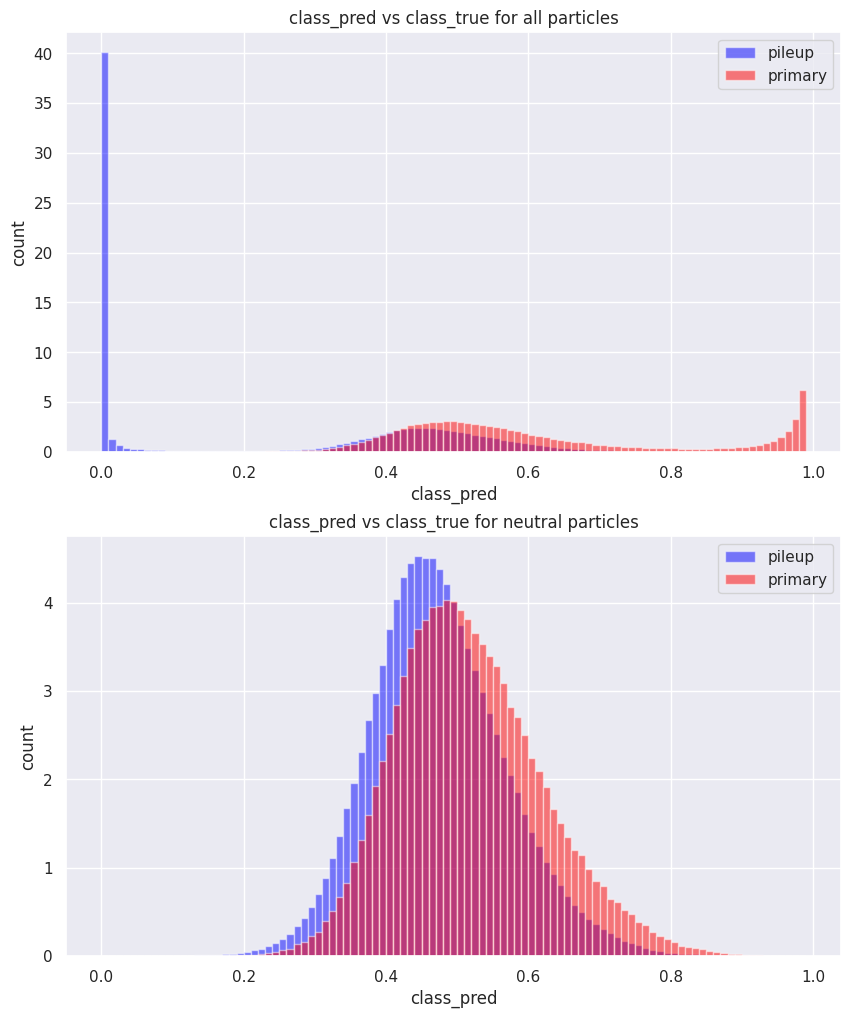 class_pred vs class_true for all particles
pileup
primary
40
35
30
25
20
15
10
5
0
count
0.0 0.2 0.4 0.6 0.8 1.0
class_pred
class_pred vs class_true for neutral particles
pileup
primary
4
3
2
1
0
count
0.0 0.2 0.4 0.6 0.8 1.0
class_pred